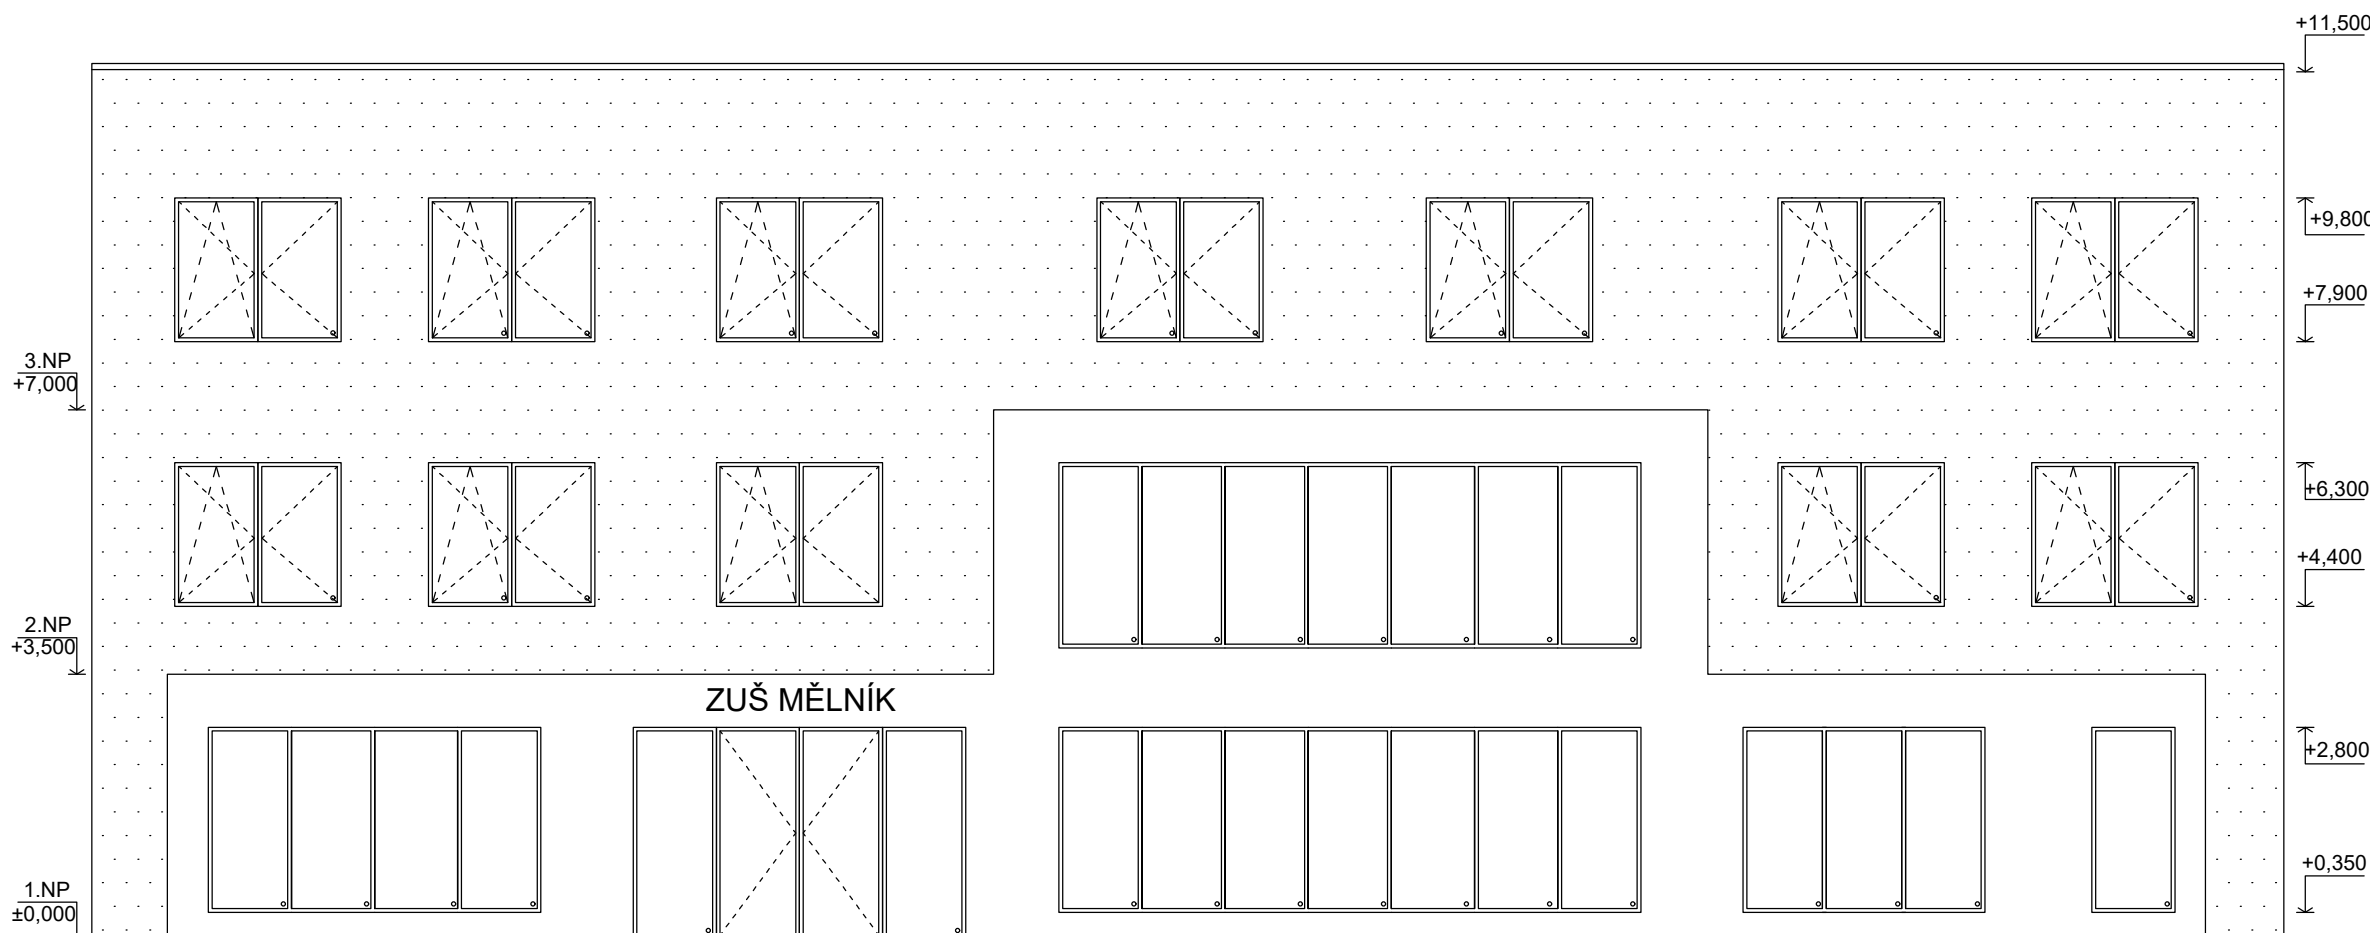 +11,500
+9,800
+7,900
3.NP
+7,000
+6,300
+4,400
2.NP
+3,500
ZUŠ MĚLNÍK
+2,800
+0,350
1.NP
±0,000